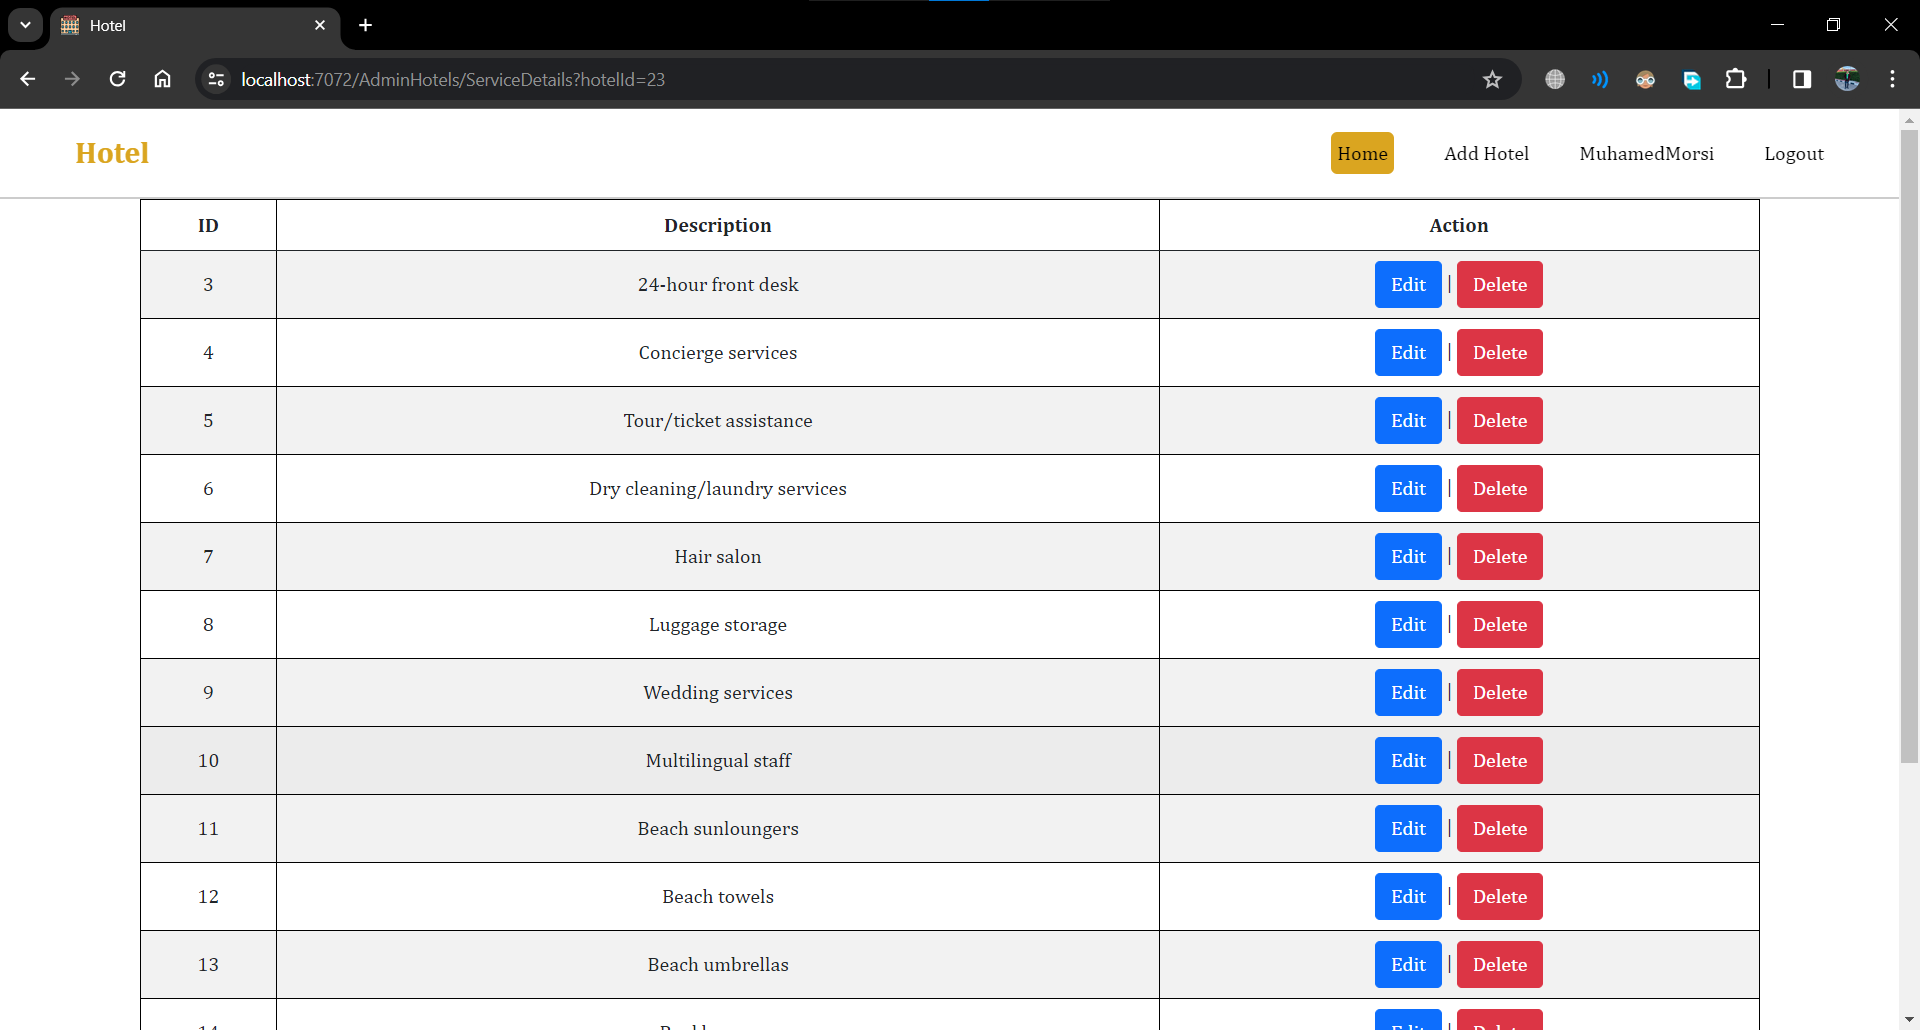 Hotel
localhost:7072/AdminHotels/ServiceDetails?hotelId=23
Hotel Home Add Hotel MuhamedMorsi Logout
ID Description Action
3 24-hour front desk Edit | Delete
4 Concierge services Edit | Delete
5 Tour/ticket assistance Edit | Delete
6 Dry cleaning/laundry services Edit | Delete
7 Hair salon Edit | Delete
8 Luggage storage Edit | Delete
9 Wedding services Edit | Delete
10 Multilingual staff Edit | Delete
11 Beach sunloungers Edit | Delete
12 Beach towels Edit | Delete
13 Beach umbrellas Edit | Delete
14 Edit Delete